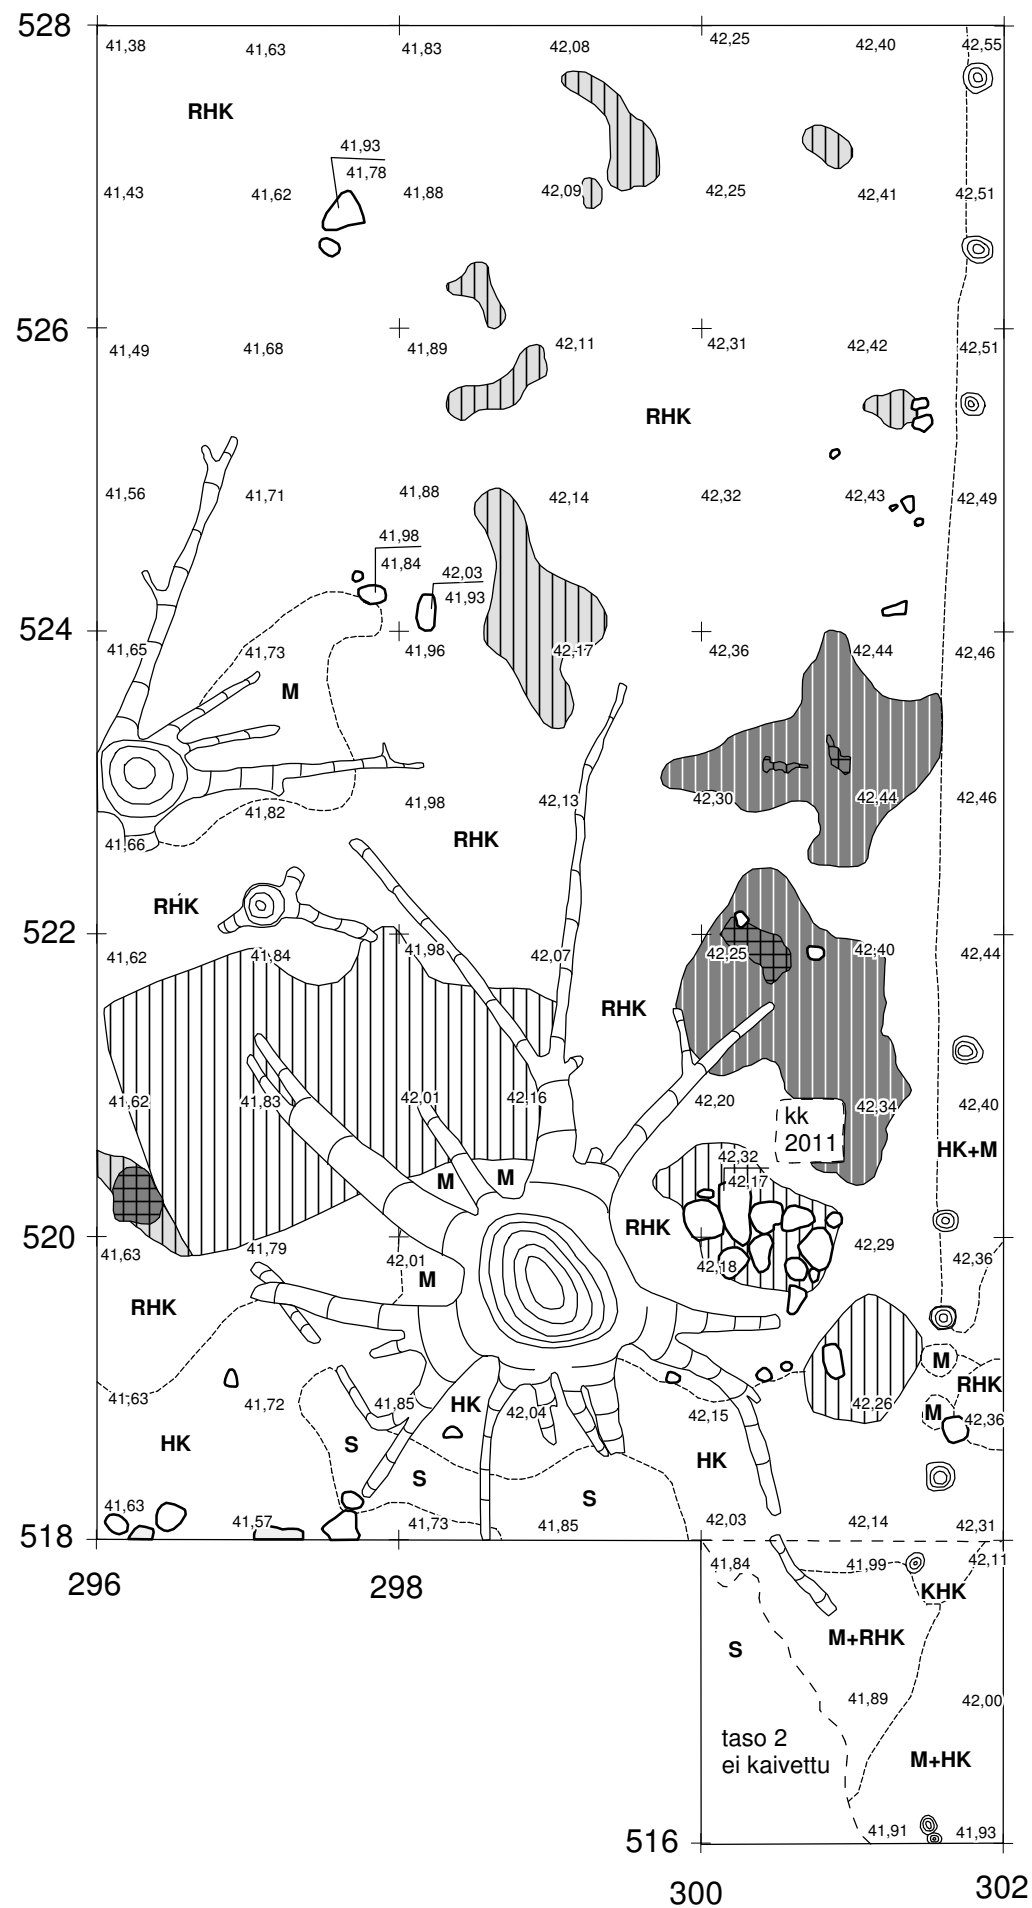 528
41,38 41,63 41,83 42,08 42,25 42,40 42,55
RHK
41,93
41,78
41,43 41,62 41,88 42,09 42,25 42,41 42,51
526
41,49 41,68 41,89 42,11 42,31 42,42 42,51
RHK
41,56 41,71 41,88 42,14 42,32 42,43 42,49
41,98
41,84
42,03
41,93
524
41,65 41,73 41,96 42,17 42,36 42,44 42,46
M
41,66 41,82 41,98 42,13 42,30 42,44 42,46
RHK
RHK
522
41,62 41,84 41,98 42,07 42,25 42,40 42,44
RHK
41,62 41,83 42,01 42,16 42,20 42,34 42,40
kk
2011
HK+M
42,32
42,17
M M
RHK
520
41,63 41,79 42,01 42,18 42,29 42,36
M
RHK
M
RHK
41,63 41,72 41,85 42,04 42,15 42,26 42,36
HK
M
HK S
HK
S
S
41,63 41,57 41,73 41,85 42,03 42,14 42,31
518
296 298
41,84 41,99 42,11
KHK
M+RHK
S
41,89 42,00
taso 2
ei kaivettu
M+HK
41,91 41,93
516
300 302